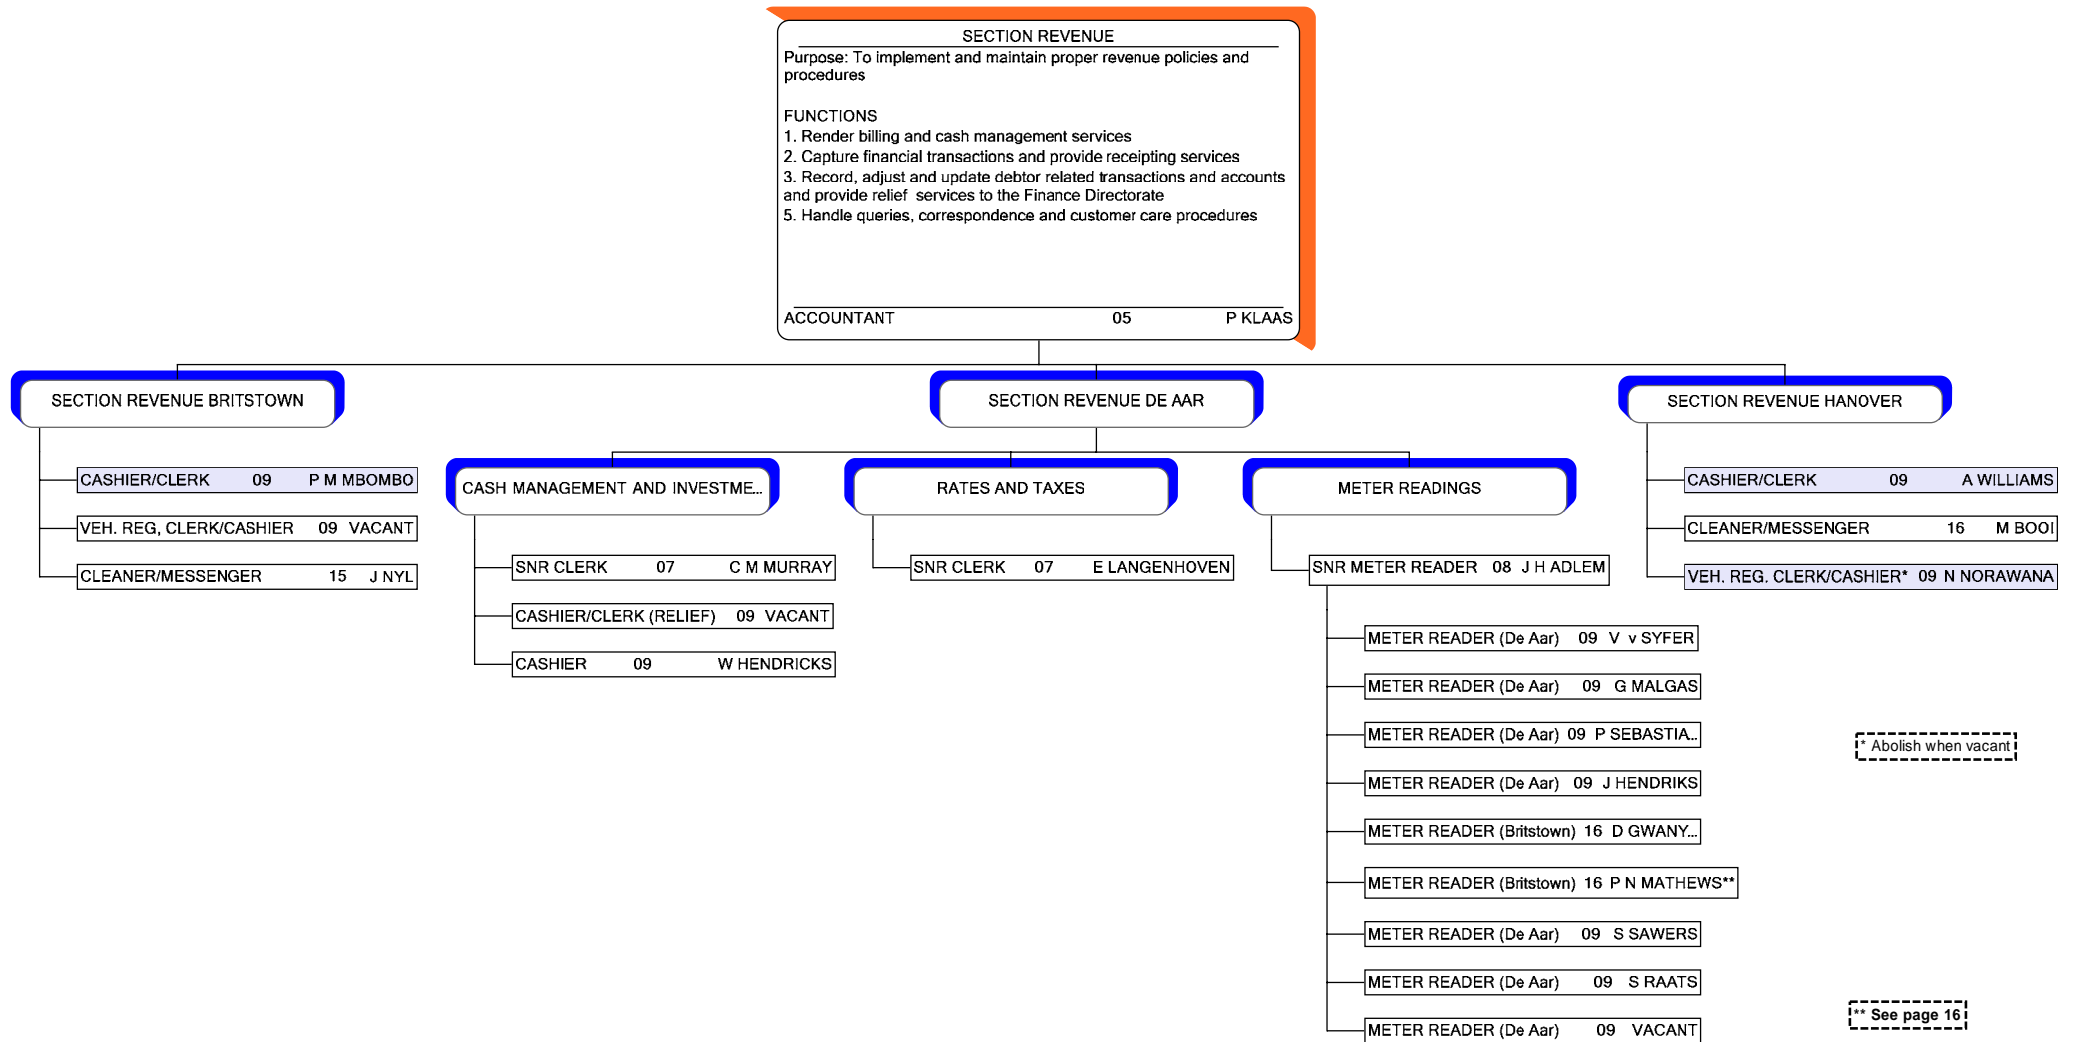 SECTION REVENUE
Purpose: To implement and maintain proper revenue policies and
procedures
FUNCTIONS
1. Render billing and cash management services
2. Capture financial transactions and provide receipting services
3. Record, adjust and update debtor related transactions and accounts
and provide relief services to the Finance Directorate
5. Handle queries, correspondence and customer care procedures
ACCOUNTANT 05 P KLAAS
SECTION REVENUE BRITSTOWN
CASHIER/CLERK 09 P M MBOMBO
VEH. REG, CLERK/CASHIER 09 VACANT
CLEANER/MESSENGER 15 J NYL
SECTION REVENUE DE AAR
CASH MANAGEMENT AND INVESTME...
SNR CLERK 07 C M MURRAY
CASHIER/CLERK (RELIEF) 09 VACANT
CASHIER 09 W HENDRICKS
RATES AND TAXES
SNR CLERK 07 E LANGENHOVEN
METER READINGS
SNR METER READER 08 J H ADLEM
METER READER (De Aar) 09 V v SYFER
METER READER (De Aar) 09 G MALGAS
METER READER (De Aar) 09 P SEBASTIA...
METER READER (De Aar) 09 J HENDRIKS
METER READER (Britstown) 16 D GWANY...
METER READER (Britstown) 16 P N MATHEWS**
METER READER (De Aar) 09 S SAWERS
METER READER (De Aar) 09 S RAATS
METER READER (De Aar) 09 VACANT
SECTION REVENUE HANOVER
CASHIER/CLERK 09 A WILLIAMS
CLEANER/MESSENGER 16 M BOOI
VEH. REG. CLERK/CASHIER* 09 N NORAWANA
* Abolish when vacant
** See page 16